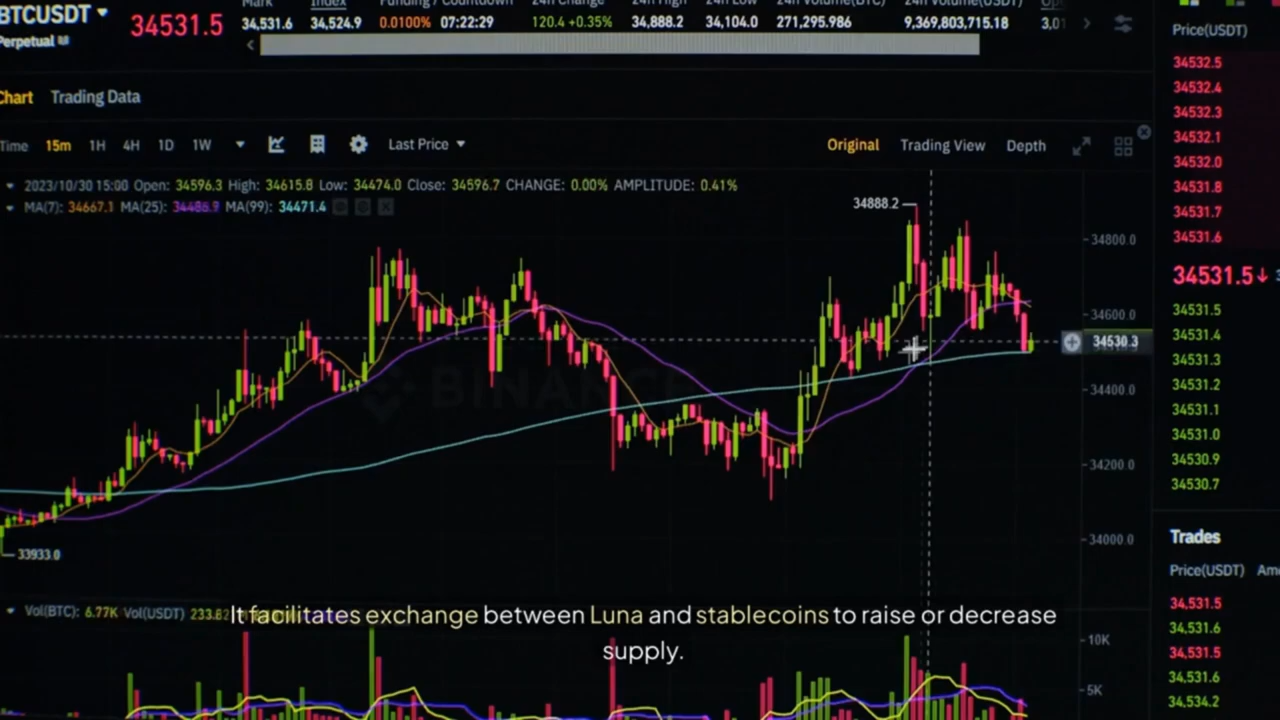 BTCUSDT
Perpetual
34531.5
Mark Index Funding / Countdown 24h Change 24h High 24h Low 24h Volume(BTC) 24h Volume(USDT)
34,531.6 34,524.9 0.0100% 07:22:29 120.4 +0.35% 34,888.2 34,104.0 271,295.986 9,369,803,715.18 3,01
Chart Trading Data
Time 15m 1H 4H 1D 1W Last Price Original Trading View Depth
2023/10/30 15:00 Open: 34596.3 High: 34615.8 Low: 34474.0 Close: 34596.7 CHANGE: 0.00% AMPLITUDE: 0.41%
MA(7): 34667.1 MA(25): 34486.9 MA(99): 34471.4
34888.2
34800.0
34600.0
34530.3
34400.0
34200.0
34000.0
33933.0
BINANCE
Vol(BTC): 6.77K Vol(USDT) 233.82
10K
5K
It facilitates exchange between Luna and stablecoins to raise or decrease
supply.
Price(USDT)
34532.5
34532.4
34532.3
34532.1
34532.0
34531.8
34531.7
34531.6
34531.5↓
34531.5
34531.4
34531.3
34531.2
34531.1
34531.0
34530.9
34530.7
Trades
Price(USDT) Am
34,531.5
34,531.6
34,531.5
34,531.6
34,534.2